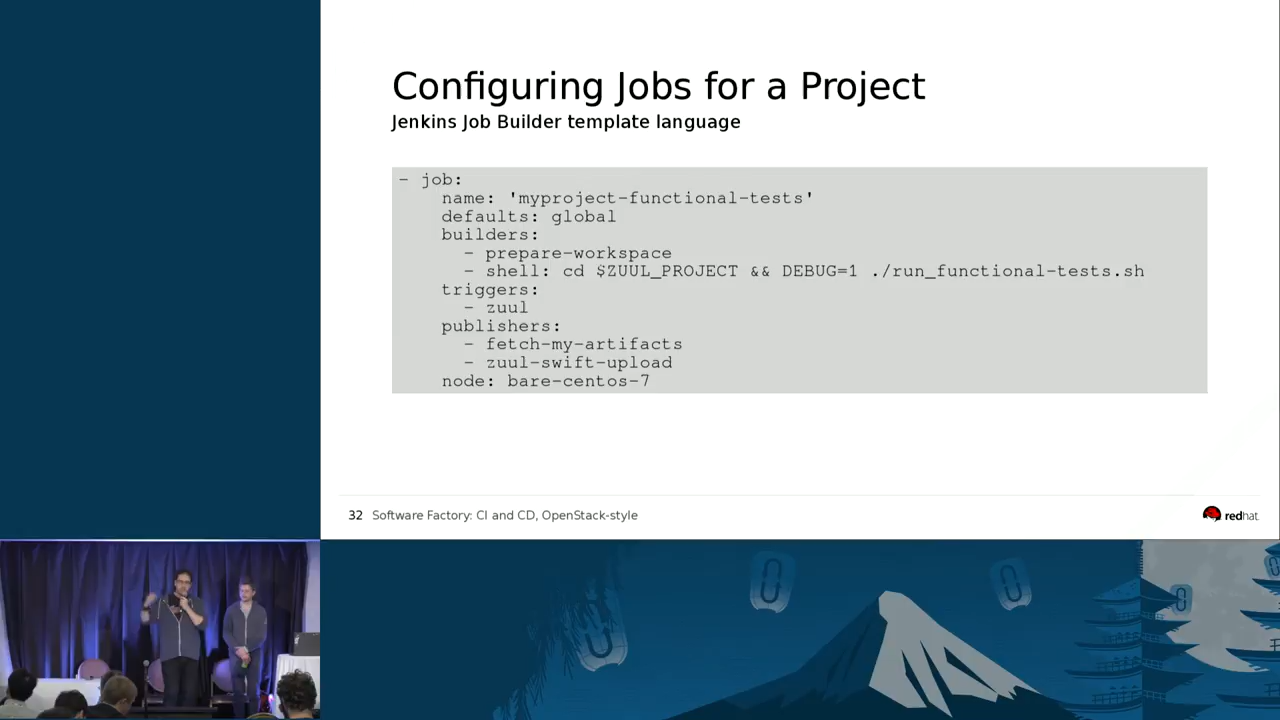 Configuring Jobs for a Project
Jenkins Job Builder template language
- job:
    name: 'myproject-functional-tests'
    defaults: global
    builders:
      - prepare-workspace
      - shell: cd $ZUUL_PROJECT && DEBUG=1 ./run_functional-tests.sh
    triggers:
      - zuul
    publishers:
      - fetch-my-artifacts
      - zuul-swift-upload
    node: bare-centos-7
32 Software Factory: CI and CD, OpenStack-style
redhat.